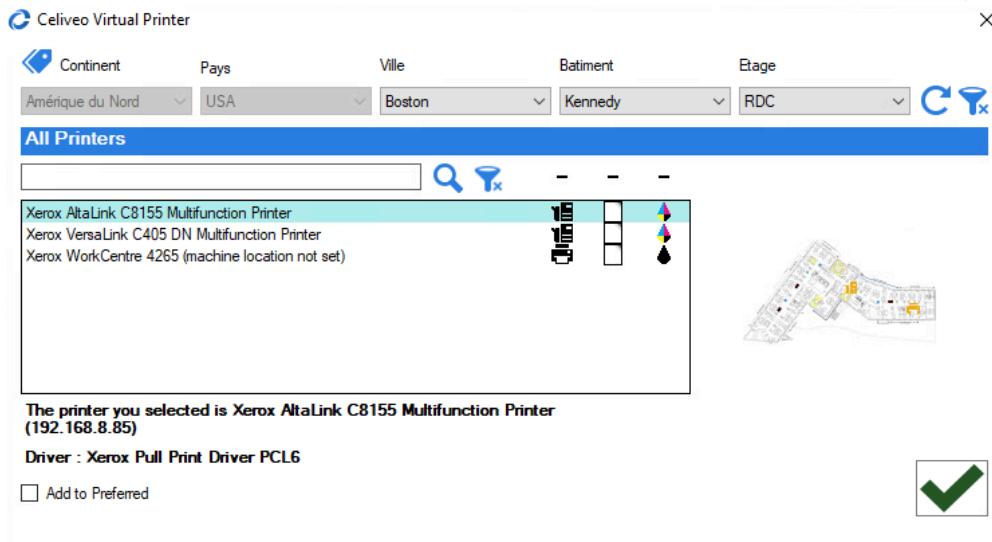 Celiveo Virtual Printer
Continent
Pays
Ville
Batiment
Etage
Amérique du Nord
USA
Boston
Kennedy
RDC
All Printers
Xerox AltaLink C8155 Multifunction Printer
Xerox VersaLink C405 DN Multifunction Printer
Xerox WorkCentre 4265 (machine location not set)
The printer you selected is Xerox AltaLink C8155 Multifunction Printer
(192.168.8.85)
Driver : Xerox Pull Print Driver PCL6
Add to Preferred